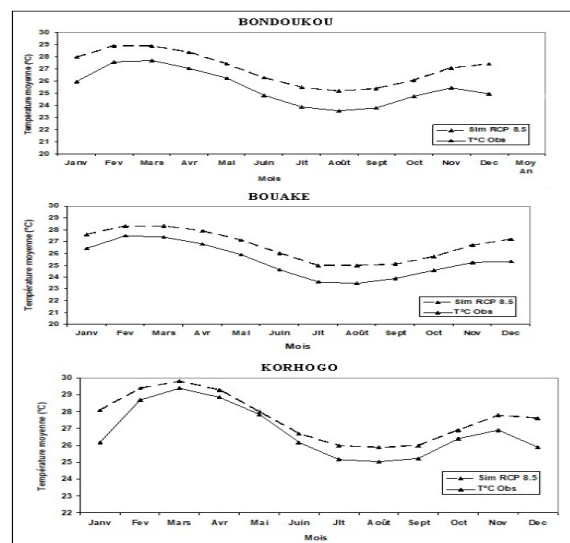 BONDOUKOU
Température moyenne (°C)
30
29
28
27
26
25
24
23
22
21
20
Sim RCP 8.5
T°C Obs
Janv Fev Mars Avr Mai Juin Jlt Août Sept Oct Nov Dec Moy An
Mois
BOUAKE
Température moyenne (°C)
30
29
28
27
26
25
24
23
22
21
20
Sim RCP 8.5
T°C Obs
Janv Fev Mars Avr Mai Juin Jlt Août Sept Oct Nov Dec
Mois
KORHOGO
Température moyenne (°C)
30
29
28
27
26
25
24
23
22
Sim RCP 8.5
T°C Obs
Janv Fev Mars Avr Mai Juin Jlt Août Sept Oct Nov Dec
Mois